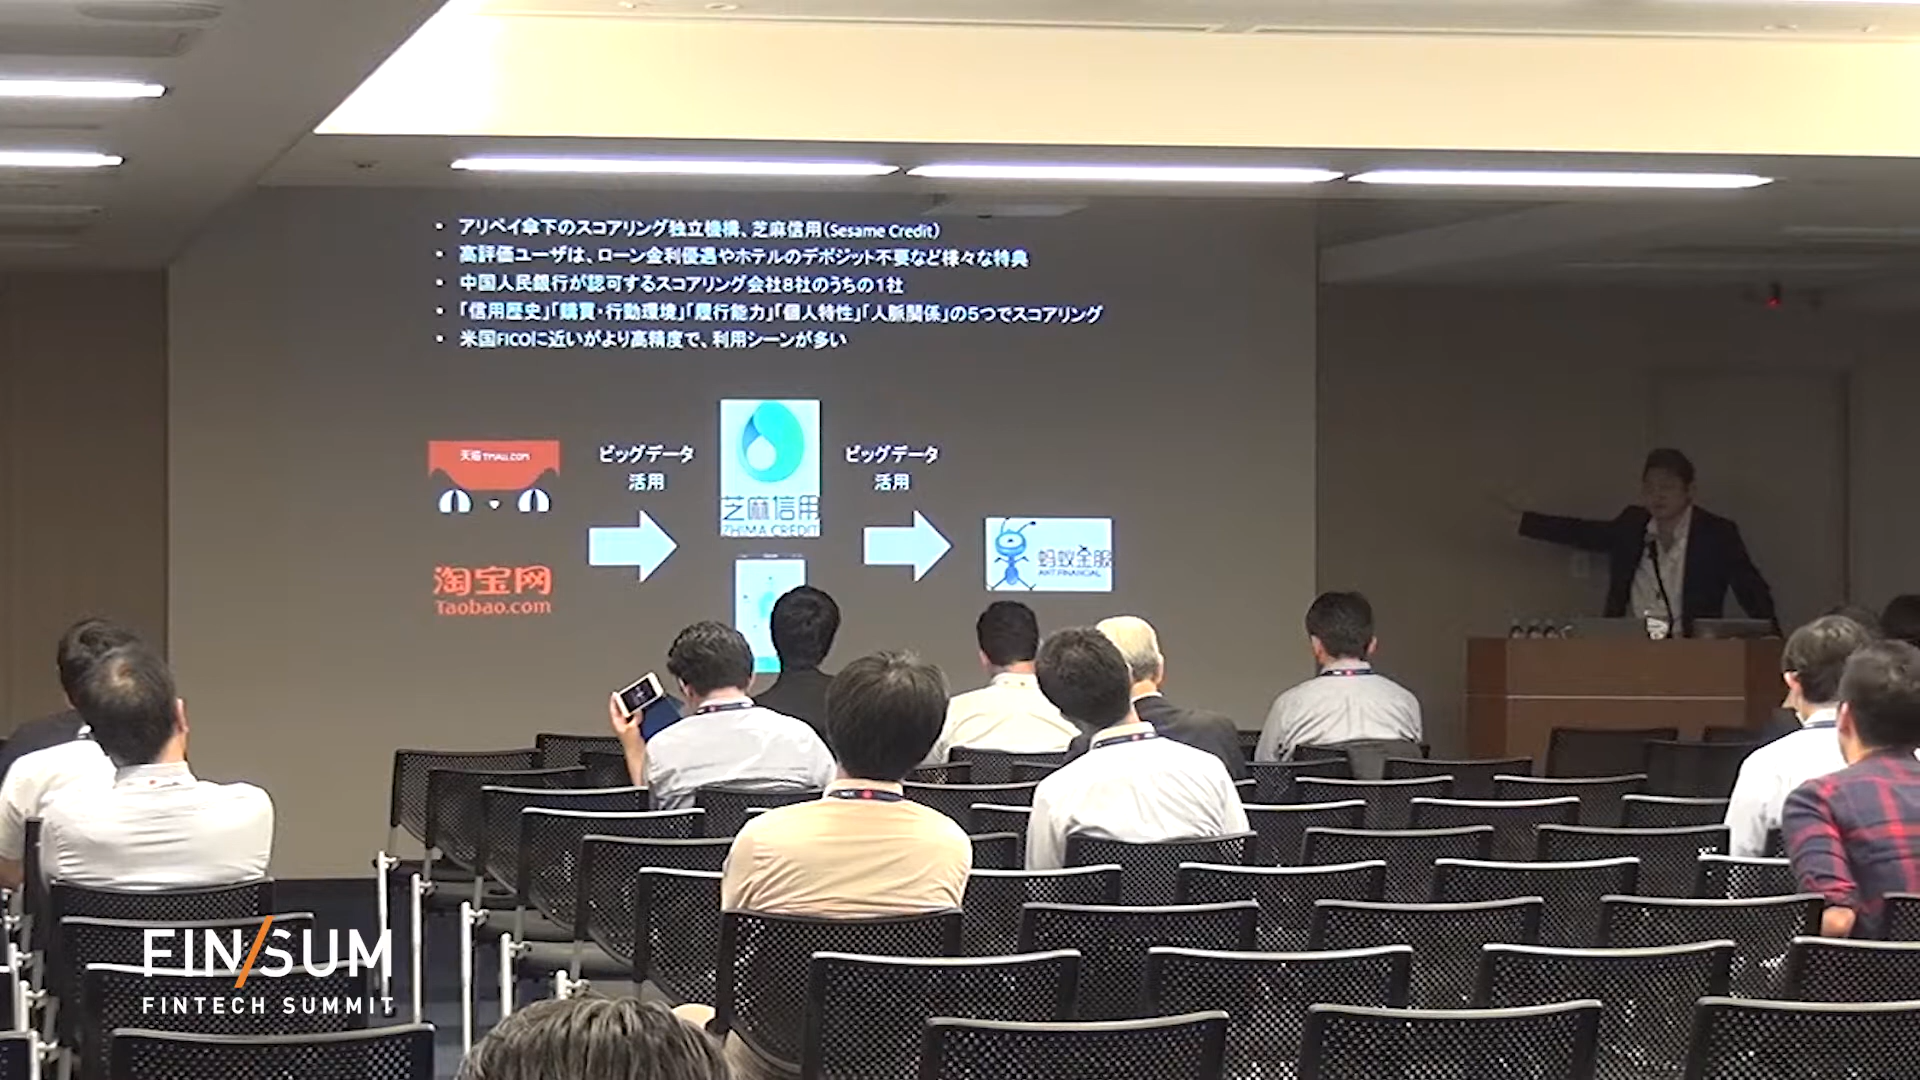 • アリペイ傘下のスコアリング独立機構、芝麻信用(Sesame Credit)
• 高評価ユーザは、ローン金利優遇やホテルのデポジット不要など様々な特典
• 中国人民銀行が認可するスコアリング会社8社のうちの1社
• 「信用歴史」「購買・行動環境」「履行能力」「個人特性」「人脈関係」の5つでスコアリング
• 米国FICOに近いがより高精度で、利用シーンが多い
天猫 TMALL.COM
ビッグデータ
活用
芝麻信用
ZHIMA CREDIT
ビッグデータ
活用
蚂蚁金服
ANT FINANCIAL
淘宝网
Taobao.com
FIN/SUM
FINTECH SUMMIT